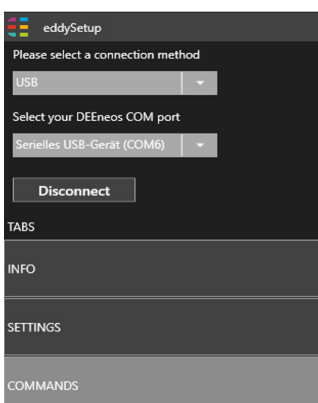 eddySetup
Please select a connection method
USB
Select your DEEneos COM port
Serielles USB-Gerät (COM6)
Disconnect
TABS
INFO
SETTINGS
COMMANDS